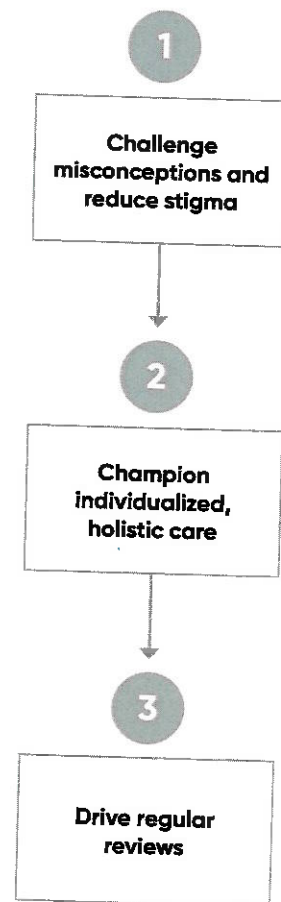 1
Challenge
misconceptions and
reduce stigma
2
Champion
individualized,
holistic care
3
Drive regular
reviews